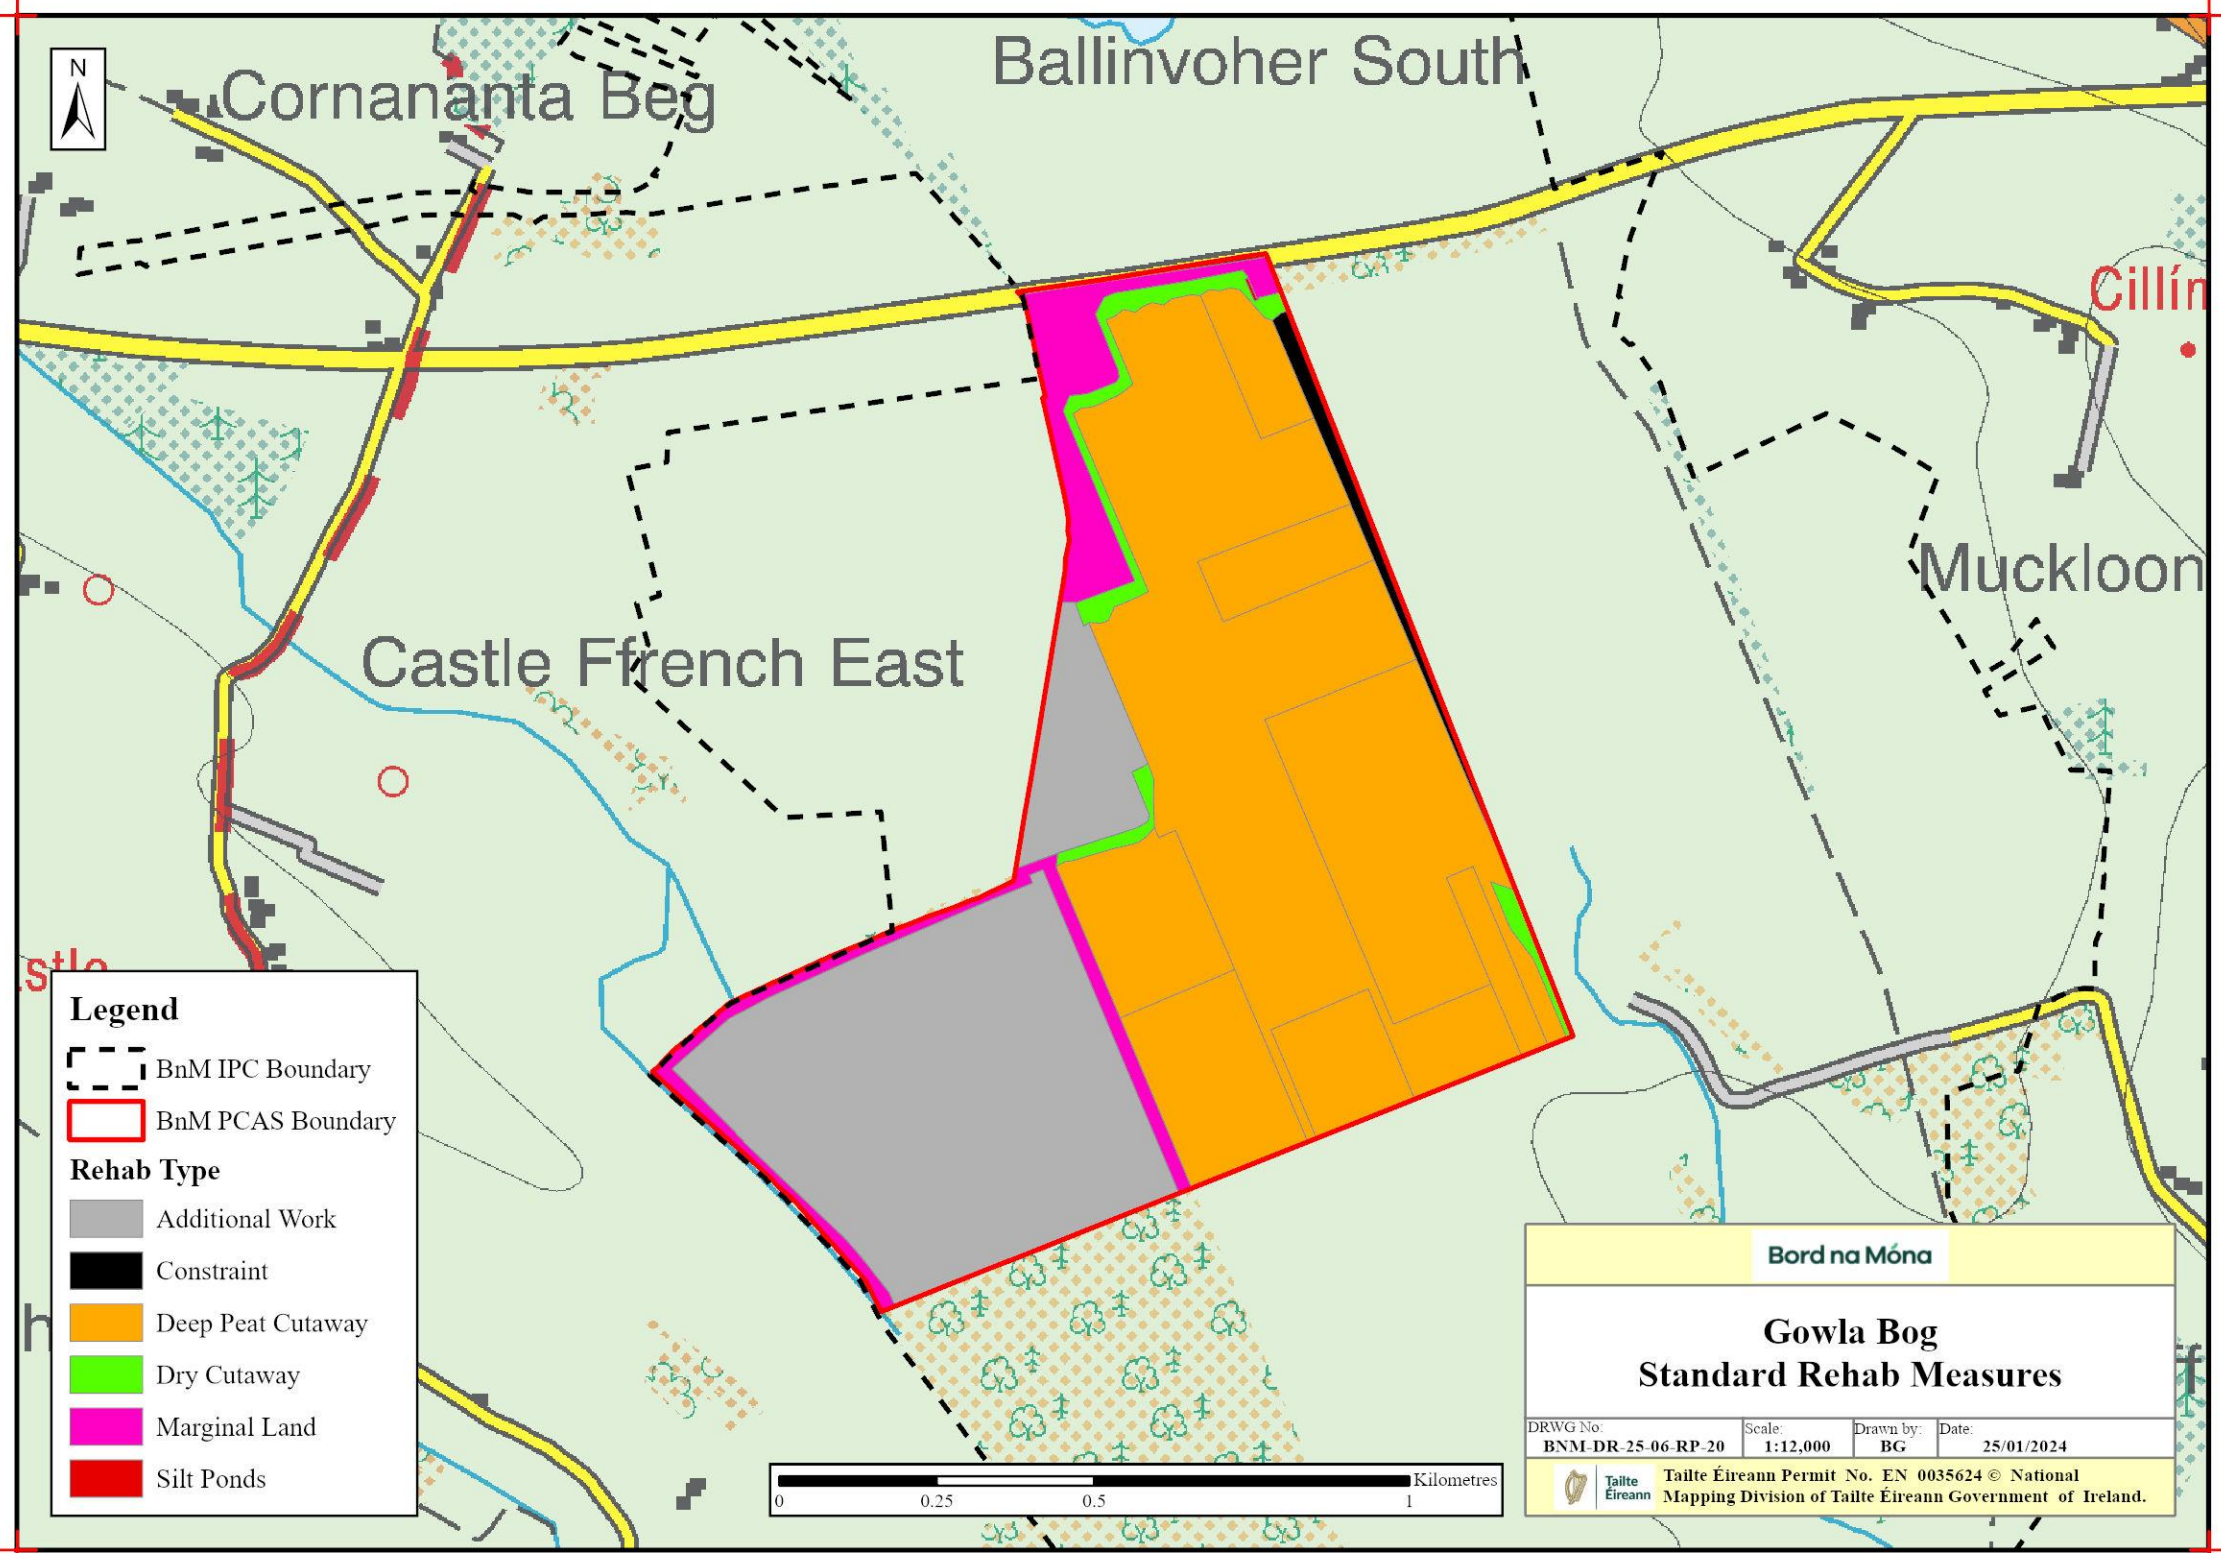 N
Cornananta Beg
Ballinvoher South
Cillín
Muckloon
Castle Ffrench East
Legend
BnM IPC Boundary
BnM PCAS Boundary
Rehab Type
Additional Work
Constraint
Deep Peat Cutaway
Dry Cutaway
Marginal Land
Silt Ponds
0 0.25 0.5 1 Kilometres
Bord na Móna
Gowla Bog
Standard Rehab Measures
DRWG No: Scale: Drawn by: Date:
BNM-DR-25-06-RP-20 1:12,000 BG 25/01/2024
Tailte
Éireann
Tailte Éireann Permit No. EN 0035624 © National
Mapping Division of Tailte Éireann Government of Ireland.